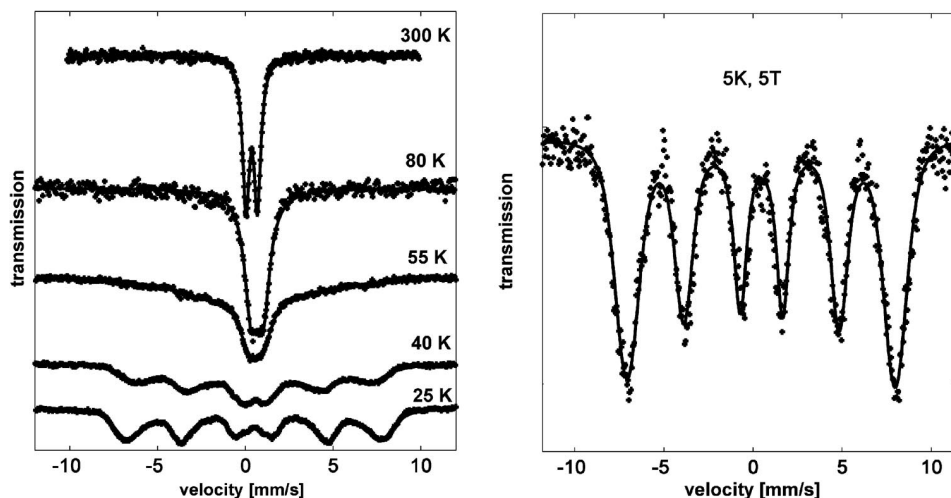 300 K
80 K
55 K
40 K
25 K
transmission
-10 -5 0 5 10
velocity [mm/s]
5K, 5T
transmission
-10 -5 0 5 10
velocity [mm/s]